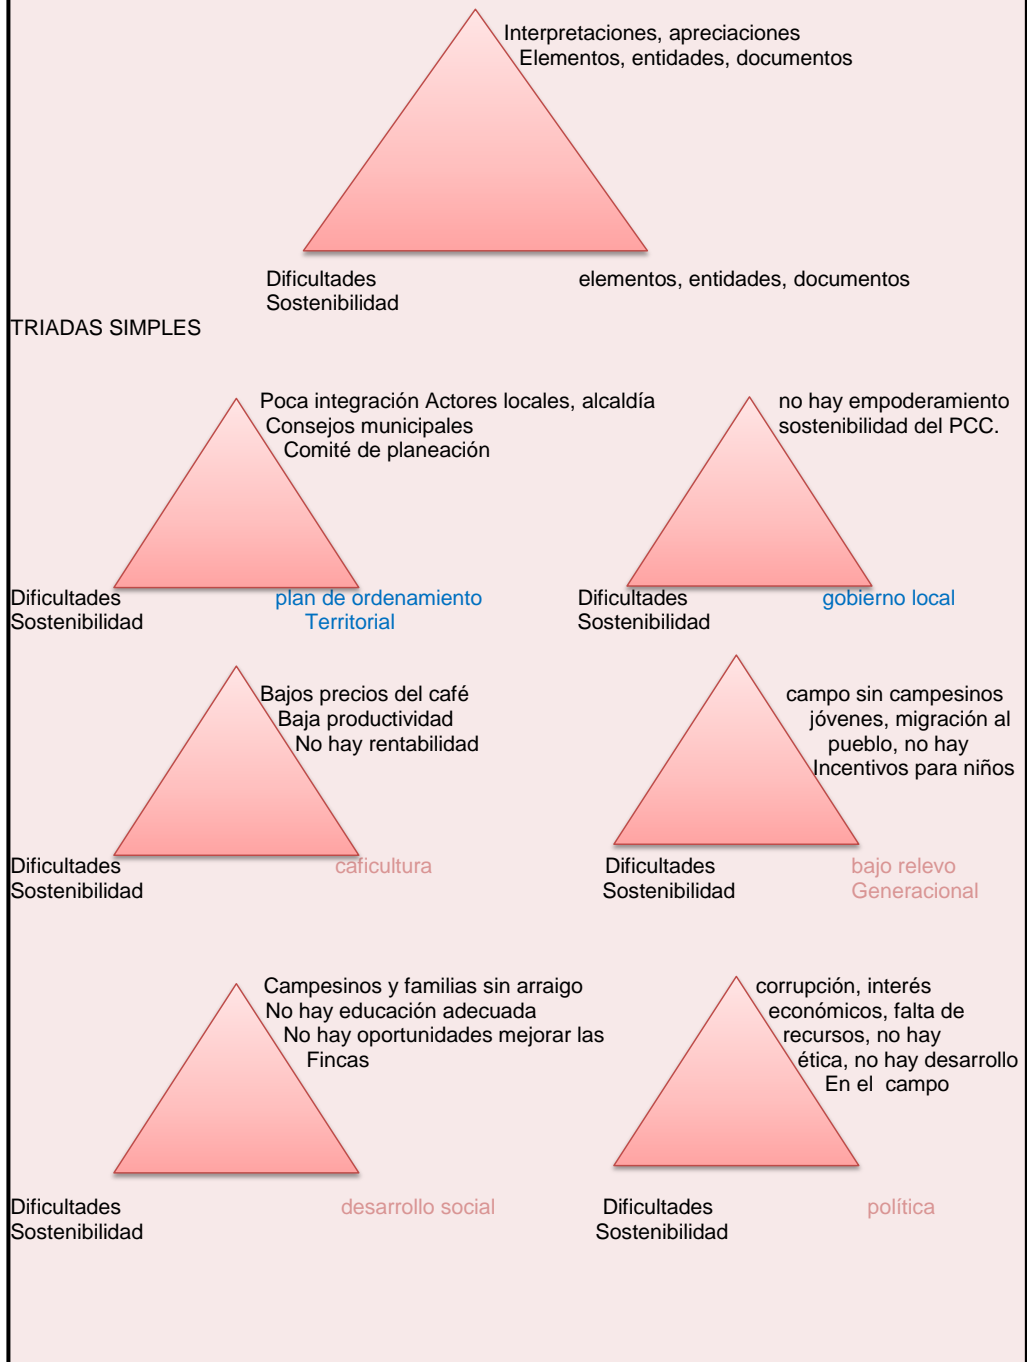 Interpretaciones, apreciaciones
Elementos, entidades, documentos
Dificultades
Sostenibilidad
elementos, entidades, documentos
TRIADAS SIMPLES
Poca integración Actores locales, alcaldía
Consejos municipales
Comité de planeación
Dificultades
Sostenibilidad
plan de ordenamiento
Territorial
no hay empoderamiento
sostenibilidad del PCC.
Dificultades
Sostenibilidad
gobierno local
Bajos precios del café
Baja productividad
No hay rentabilidad
Dificultades
Sostenibilidad
caficultura
campo sin campesinos
jóvenes, migración al
pueblo, no hay
Incentivos para niños
Dificultades
Sostenibilidad
bajo relevo
Generacional
Campesinos y familias sin arraigo
No hay educación adecuada
No hay oportunidades mejorar las
Fincas
Dificultades
Sostenibilidad
desarrollo social
corrupción, interés
económicos, falta de
recursos, no hay
ética, no hay desarrollo
En el campo
Dificultades
Sostenibilidad
política